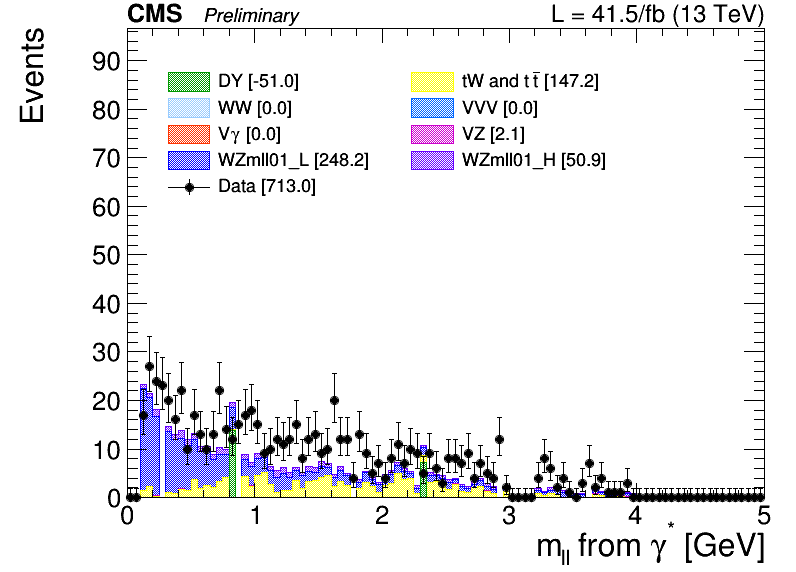 CMS Preliminary L = 41.5/fb (13 TeV)
Events
90
80
70
60
50
40
30
20
10
0
DY [-51.0] tW and tt̅ [147.2]
WW [0.0] VVV [0.0]
Vγ [0.0] VZ [2.1]
WZmll01_L [248.2] WZmll01_H [50.9]
Data [713.0]
0 1 2 3 4 5
m_ll from γ* [GeV]